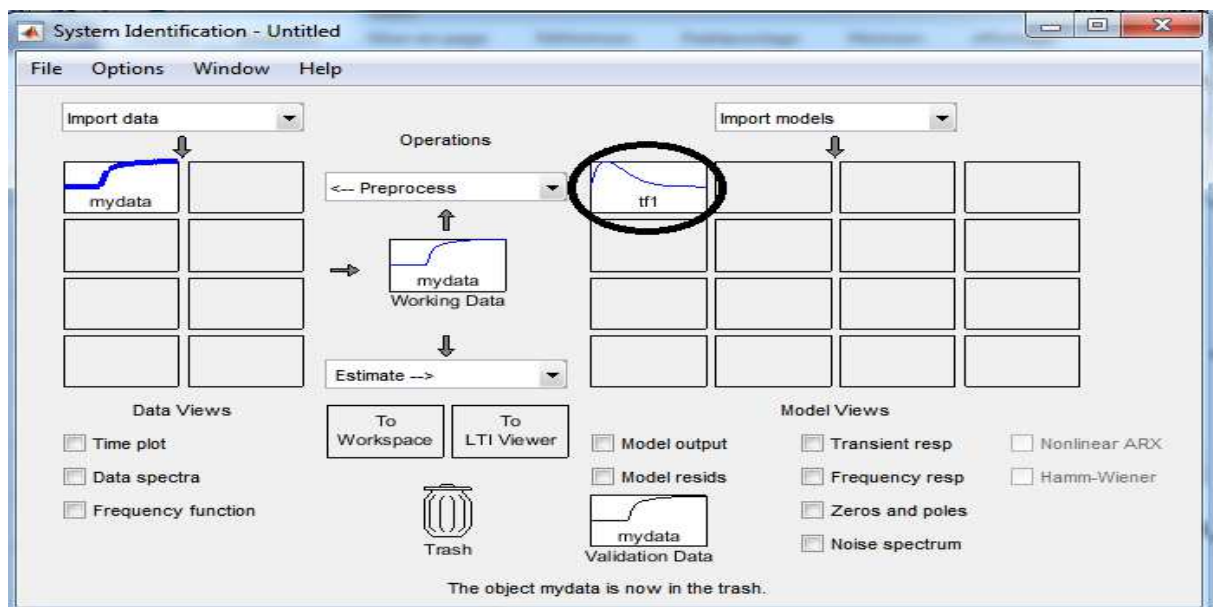 System Identification - Untitled
File Options Window Help
Import data
Import models
Operations
mydata
<-- Preprocess
tf1
mydata
Working Data
Estimate -->
Data Views
To Workspace
To LTI Viewer
Model Views
Time plot
Model output
Transient resp
Nonlinear ARX
Data spectra
Model resids
Frequency resp
Hamm-Wiener
Frequency function
Zeros and poles
Trash
mydata
Validation Data
Noise spectrum
The object mydata is now in the trash.